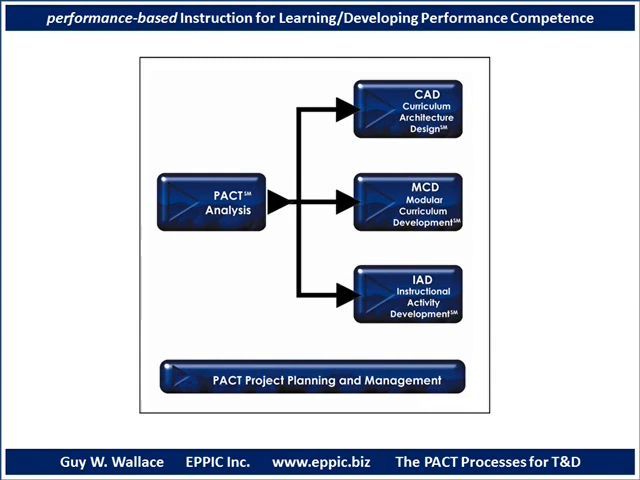 performance-based Instruction for Learning/Developing Performance Competence
CAD
Curriculum
Architecture
Design℠
PACT℠
Analysis
MCD
Modular
Curriculum
Development℠
IAD
Instructional
Activity
Development℠
PACT Project Planning and Management
Guy W. Wallace EPPIC Inc. www.eppic.biz The PACT Processes for T&D